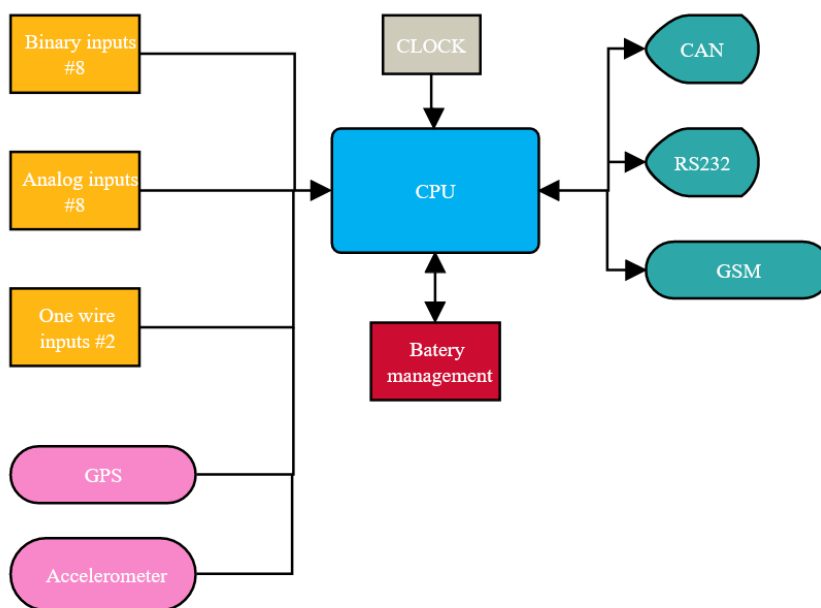 Binary inputs
#8
CLOCK
CAN
Analog inputs
#8
CPU
RS232
GSM
One wire
inputs #2
Batery
management
GPS
Accelerometer